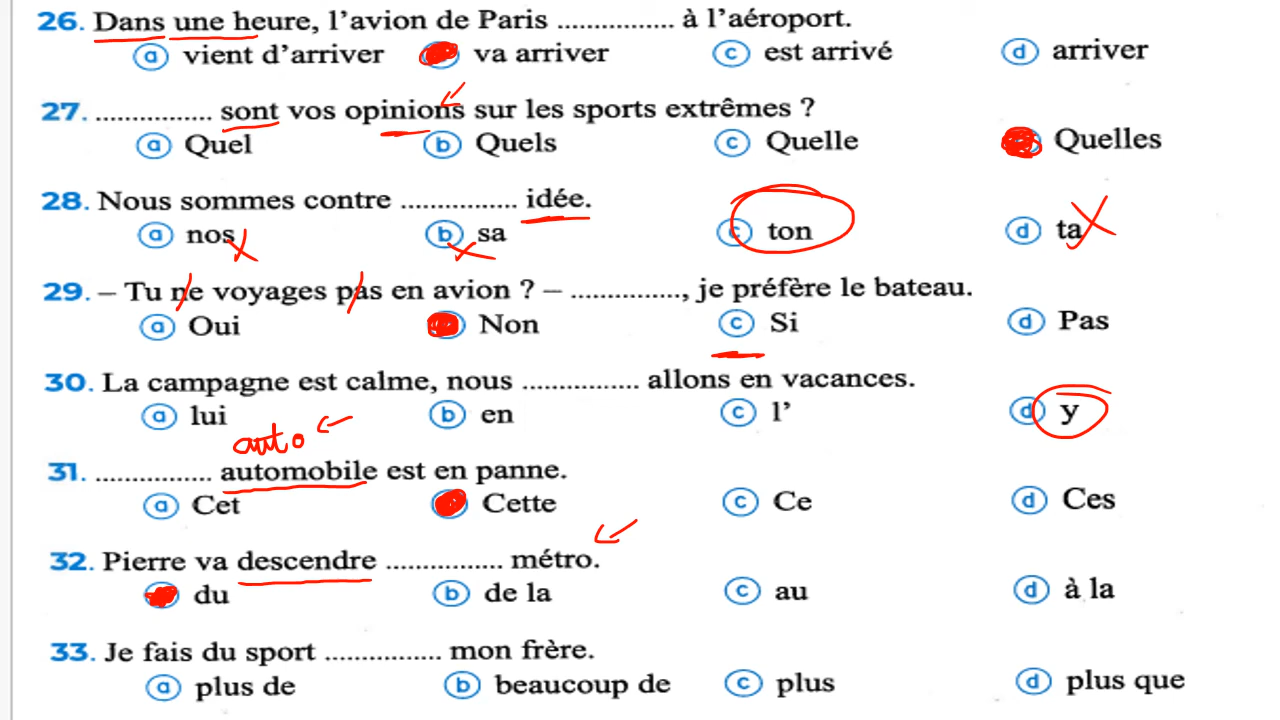 26. Dans une heure, l’avion de Paris ................ à l’aéroport.
a vient d’arriver va arriver c est arrivé d arriver
27. ................ sont vos opinions sur les sports extrêmes ?
a Quel b Quels c Quelle Quelles
28. Nous sommes contre ................ idée.
a nos b sa c ton d ta
29. – Tu ne voyages pas en avion ? – ..............., je préfère le bateau.
a Oui Non c Si d Pas
30. La campagne est calme, nous ................ allons en vacances.
a lui b en c l’ d y
auto
31. ................ automobile est en panne.
a Cet Cette c Ce d Ces
32. Pierre va descendre ................ métro.
du b de la c au d à la
33. Je fais du sport ................ mon frère.
a plus de b beaucoup de c plus d plus que